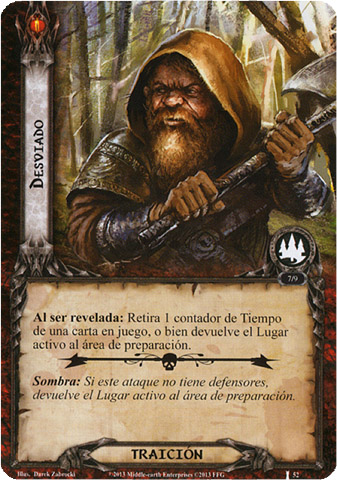 DESVIADO
7/9
Al ser revelada: Retira 1 contador de Tiempo
de una carta en juego, o bien devuelve el Lugar
activo al área de preparación.
Sombra: Si este ataque no tiene defensores,
devuelve el Lugar activo al área de preparación.
TRAICIÓN
Illus. Darek Zabrocki
©2013 Middle-earth Enterprises ©2013 FFG
52